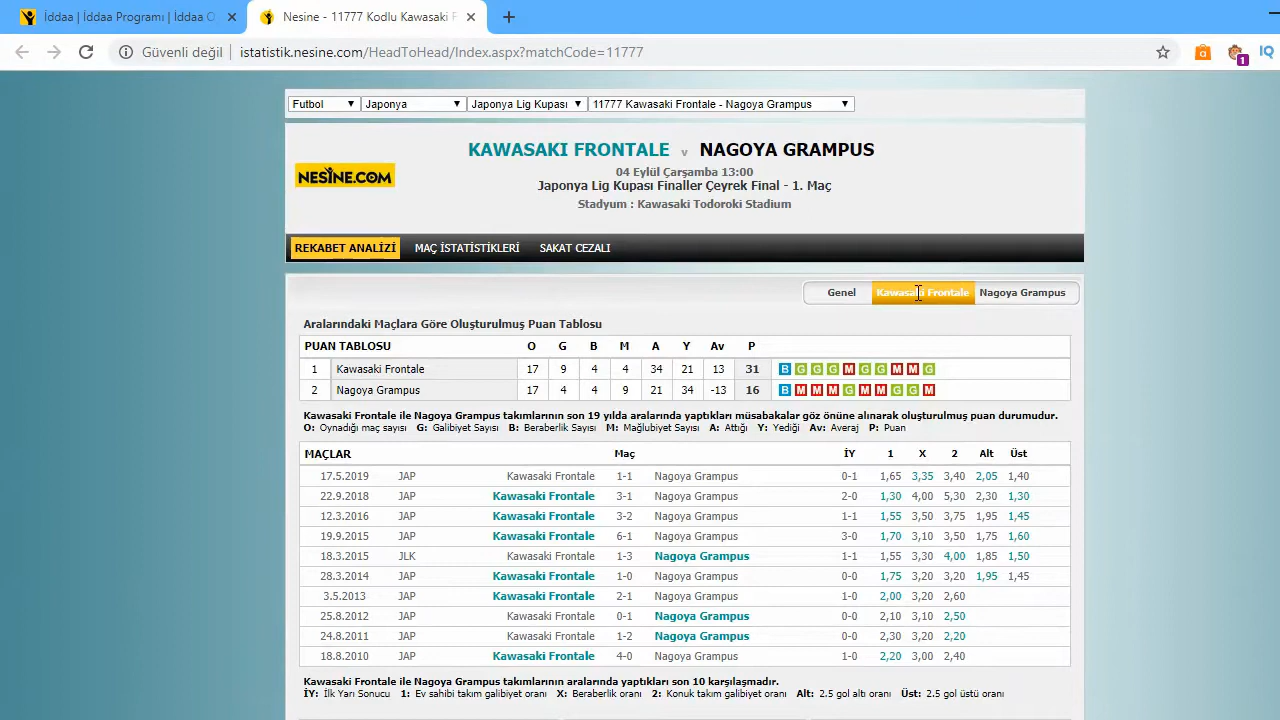 İddaa | İddaa Programı | İddaa O
Nesine - 11777 Kodlu Kawasaki F
Güvenli değil istatistik.nesine.com/HeadToHead/Index.aspx?matchCode=11777
a 1 IQ
Futbol Japonya Japonya Lig Kupası 11777 Kawasaki Frontale - Nagoya Grampus
KAWASAKI FRONTALE v NAGOYA GRAMPUS
NESİNE.COM
04 Eylül Çarşamba 13:00
Japonya Lig Kupası Finaller Çeyrek Final - 1. Maç
Stadyum : Kawasaki Todoroki Stadium
REKABET ANALİZİ MAÇ İSTATİSTİKLERİ SAKAT CEZALI
Genel Kawasaki Frontale Nagoya Grampus
Aralarındaki Maçlara Göre Oluşturulmuş Puan Tablosu
PUAN TABLOSU O G B M A Y Av P
1 Kawasaki Frontale 17 9 4 4 34 21 13 31 B G G G M G G M M G
2 Nagoya Grampus 17 4 4 9 21 34 -13 16 B M M M G M M G G M
Kawasaki Frontale ile Nagoya Grampus takımlarının son 19 yılda aralarında yaptıkları müsabakalar göz önüne alınarak oluşturulmuş puan durumudur.
O: Oynadığı maç sayısı G: Galibiyet Sayısı B: Beraberlik Sayısı M: Mağlubiyet Sayısı A: Attığı Y: Yediği Av: Averaj P: Puan
MAÇLAR Maç İY 1 X 2 Alt Üst
17.5.2019 JAP Kawasaki Frontale 1-1 Nagoya Grampus 0-1 1,65 3,35 3,40 2,05 1,40
22.9.2018 JAP Kawasaki Frontale 3-1 Nagoya Grampus 2-0 1,30 4,00 5,30 2,30 1,30
12.3.2016 JAP Kawasaki Frontale 3-2 Nagoya Grampus 1-1 1,55 3,50 3,75 1,95 1,45
19.9.2015 JAP Kawasaki Frontale 6-1 Nagoya Grampus 3-0 1,70 3,10 3,50 1,75 1,60
18.3.2015 JLK Kawasaki Frontale 1-3 Nagoya Grampus 1-1 1,55 3,30 4,00 1,85 1,50
28.3.2014 JAP Kawasaki Frontale 1-0 Nagoya Grampus 0-0 1,75 3,20 3,20 1,95 1,45
3.5.2013 JAP Kawasaki Frontale 2-1 Nagoya Grampus 1-0 2,00 3,20 2,60
25.8.2012 JAP Kawasaki Frontale 0-1 Nagoya Grampus 0-0 2,10 3,10 2,50
24.8.2011 JAP Kawasaki Frontale 1-2 Nagoya Grampus 0-0 2,30 3,20 2,20
18.8.2010 JAP Kawasaki Frontale 4-0 Nagoya Grampus 1-0 2,20 3,00 2,40
Kawasaki Frontale ile Nagoya Grampus takımlarının aralarında yaptıkları son 10 karşılaşmadır.
İY: İlk Yarı Sonucu 1: Ev sahibi takım galibiyet oranı X: Beraberlik oranı 2: Konuk takım galibiyet oranı Alt: 2.5 gol altı oranı Üst: 2.5 gol üstü oranı